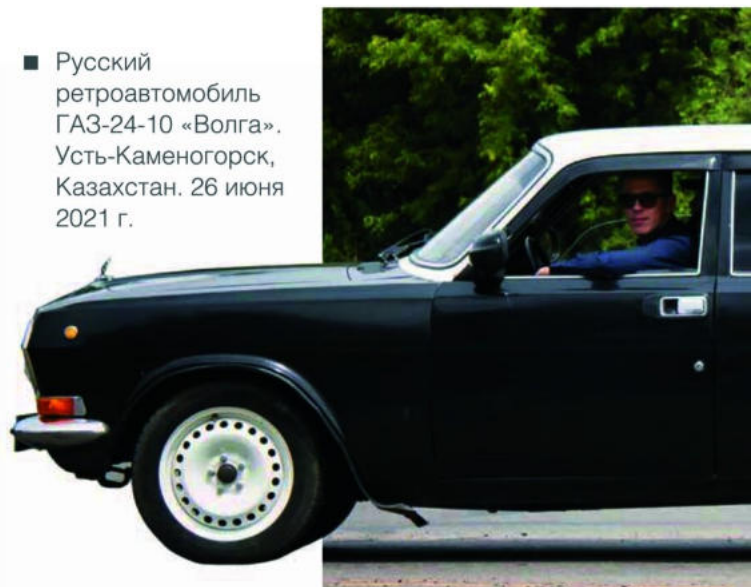 Русский
ретроавтомобиль
ГАЗ-24-10 «Волга».
Усть-Каменогорск,
Казахстан. 26 июня
2021 г.